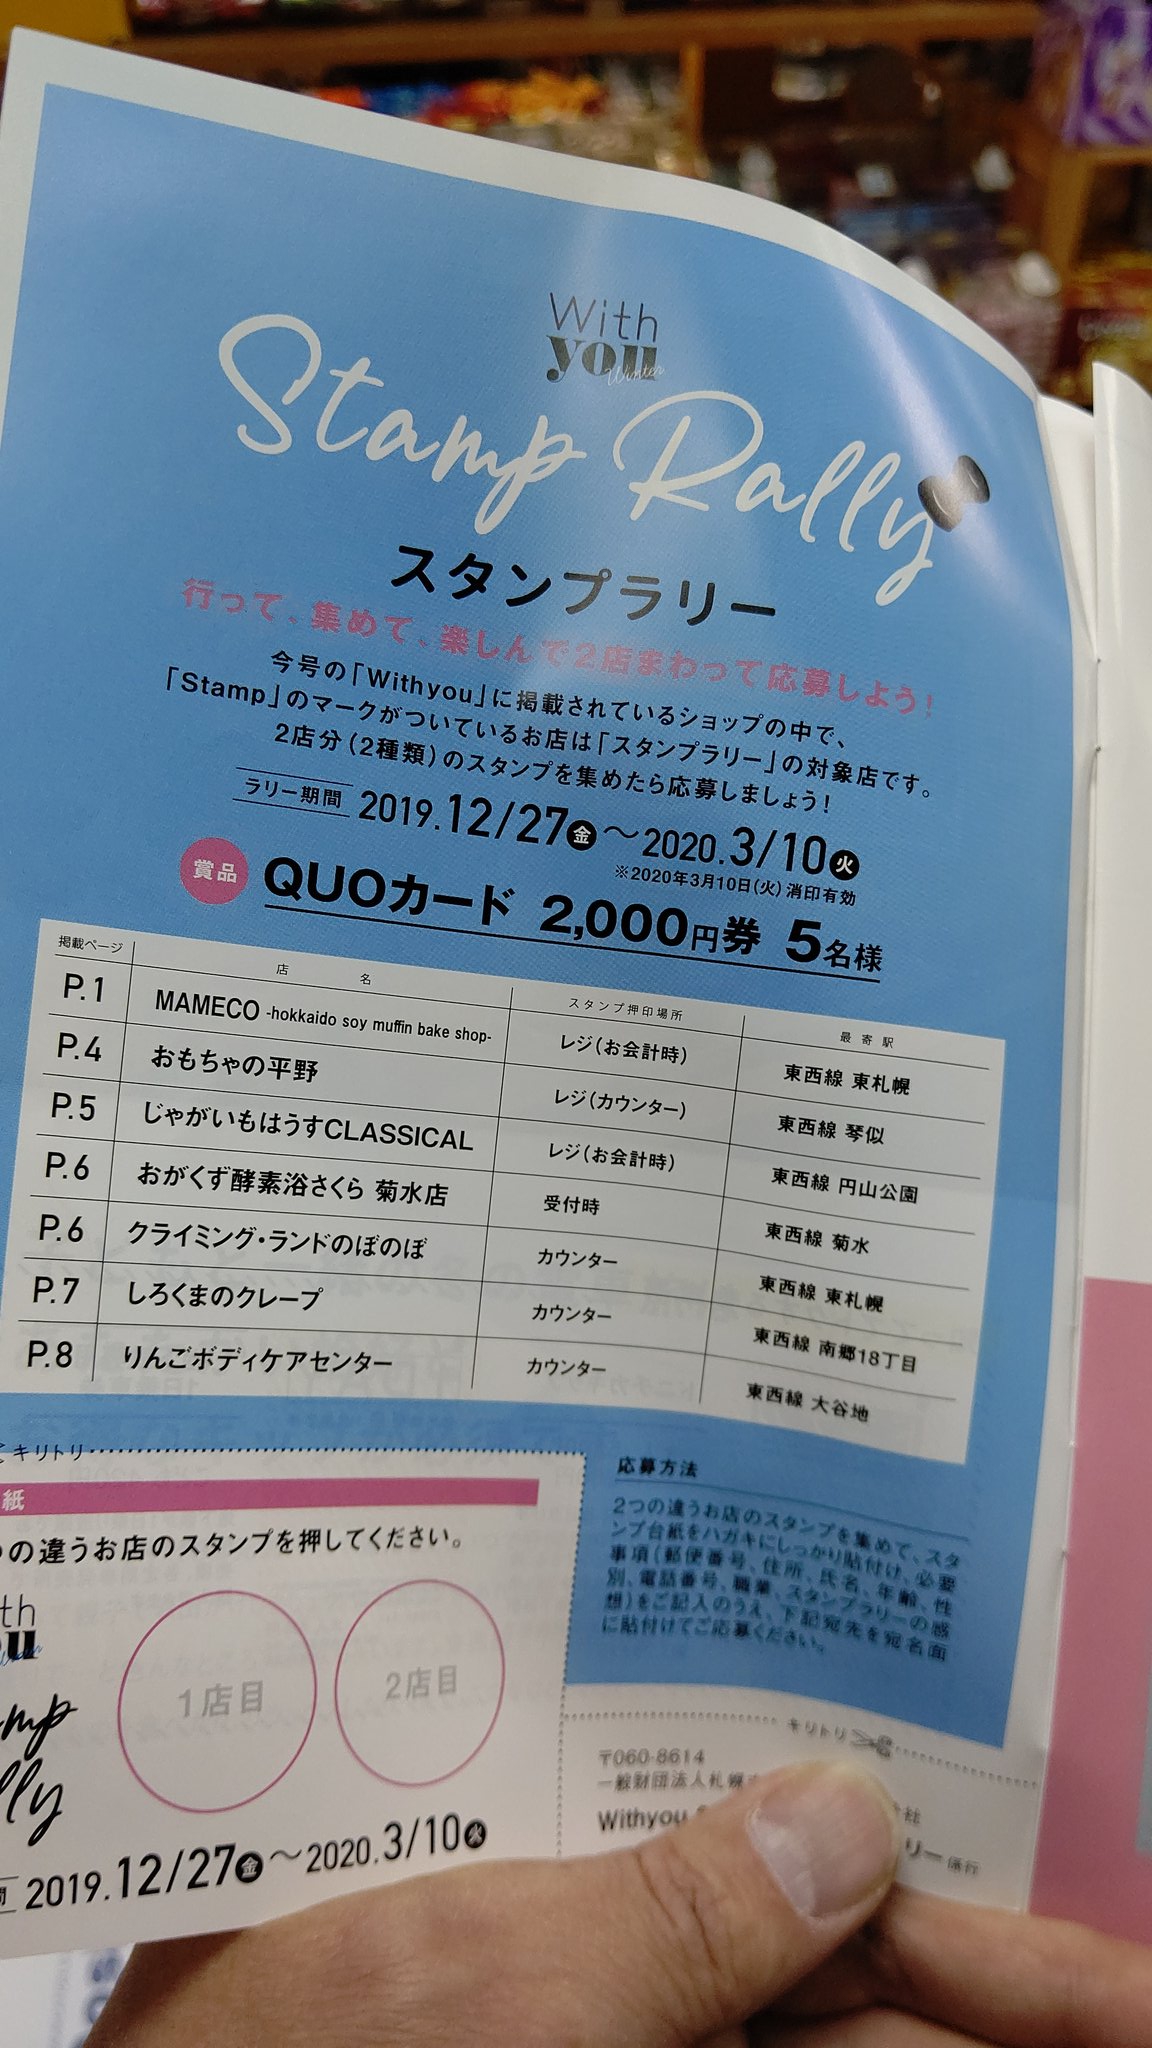 With
you
Winter
Stamp Rally
スタンプラリー
行って、集めて、楽しんで2店まわって応募しよう!
今号の「Withyou」に掲載されているショップの中で、
「Stamp」のマークがついているお店は「スタンプラリー」の対象店です。
2店分(2種類)のスタンプを集めたら応募しましょう!
ラリー期間 2019.12/27金〜2020.3/10火
※2020年3月10日(火)消印有効
賞品 QUOカード 2,000円券 5名様
掲載ページ 店名 スタンプ押印場所 最寄駅
P.1 MAMECO -hokkaido soy muffin bake shop- レジ(お会計時) 東西線 東札幌
P.4 おもちゃの平野 レジ(カウンター) 東西線 琴似
P.5 じゃがいもはうすCLASSICAL レジ(お会計時) 東西線 円山公園
P.6 おがくず酵素浴さくら 菊水店 受付時 東西線 菊水
P.6 クライミング・ランドのぼのぼ カウンター 東西線 東札幌
P.7 しろくまのクレープ カウンター 東西線 南郷18丁目
P.8 りんごボディケアセンター カウンター 東西線 大谷地
キリトリ
紙
の違うお店のスタンプを押してください。
th
ou
mp
lly
1店目
2店目
2019.12/27金〜2020.3/10火
応募方法
2つの違うお店のスタンプを集めて、スタ
ンプ台紙をハガキにしっかり貼付け、必要
事項(郵便番号、住所、氏名、年齢、性
別、電話番号、職業、スタンプラリーの感
想)をご記入のうえ、下記宛先を宛名面
に貼付けてご応募ください。
キリトリ
〒060-8614
一般財団法人札幌
Withyou
リー係行